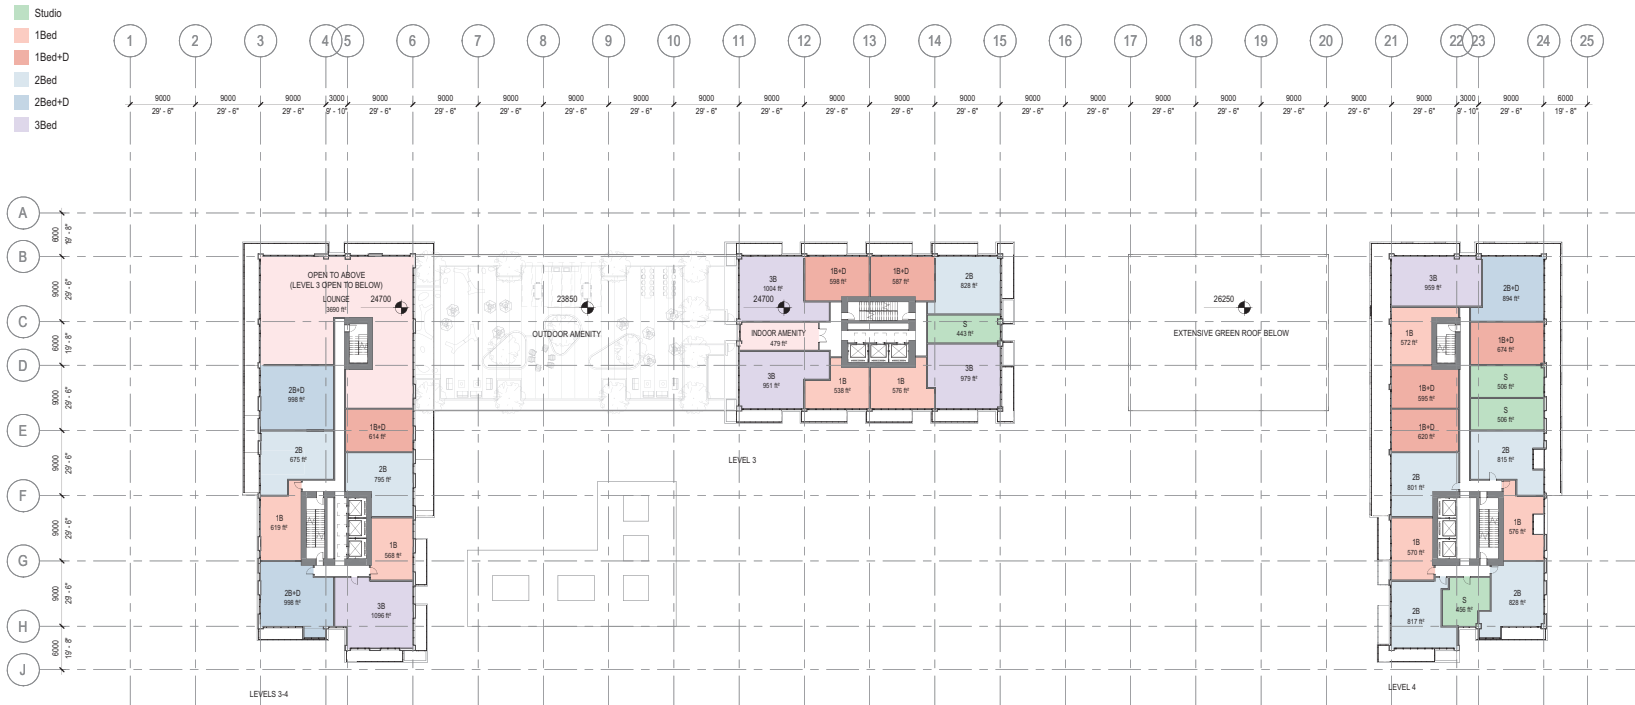 Studio
1Bed
1Bed+D
2Bed
2Bed+D
3Bed
1 2 3 4 5 6 7 8 9 10 11 12 13 14 15 16 17 18 19 20 21 22 23 24 25
9000 9000 9000 3000 9000 9000 9000 9000 9000 9000 9000 9000 9000 9000 9000 9000 9000 9000 9000 9000 9000 3000 9000 6000
29' - 6" 29' - 6" 29' - 6" 9' - 10" 29' - 6" 29' - 6" 29' - 6" 29' - 6" 29' - 6" 29' - 6" 29' - 6" 29' - 6" 29' - 6" 29' - 6" 29' - 6" 29' - 6" 29' - 6" 29' - 6" 29' - 6" 29' - 6" 29' - 6" 9' - 10" 29' - 6" 19' - 8"
A
6000
19' - 8"
B
9000
29' - 6"
C
6000
19' - 8"
D
9000
29' - 6"
E
9000
29' - 6"
F
9000
29' - 6"
G
9000
29' - 6"
H
6000
19' - 8"
J
OPEN TO ABOVE
(LEVEL 3 OPEN TO BELOW)
LOUNGE
3690 ft²
24700
2B+D
998 ft²
1B+D
614 ft²
2B
675 ft²
2B
795 ft²
1B
619 ft²
1B
568 ft²
2B+D
998 ft²
3B
1096 ft²
LEVELS 3-4
23850
OUTDOOR AMENITY
3B
1004 ft²
24700
1B+D
598 ft²
1B+D
587 ft²
2B
828 ft²
INDOOR AMENITY
479 ft²
S
443 ft²
3B
951 ft²
1B
538 ft²
1B
576 ft²
3B
979 ft²
LEVEL 3
26250
EXTENSIVE GREEN ROOF BELOW
3B
959 ft²
2B+D
894 ft²
1B
572 ft²
1B+D
674 ft²
1B+D
595 ft²
S
506 ft²
S
506 ft²
1B+D
620 ft²
2B
815 ft²
2B
801 ft²
1B
576 ft²
1B
570 ft²
2B
817 ft²
S
456 ft²
2B
828 ft²
LEVEL 4